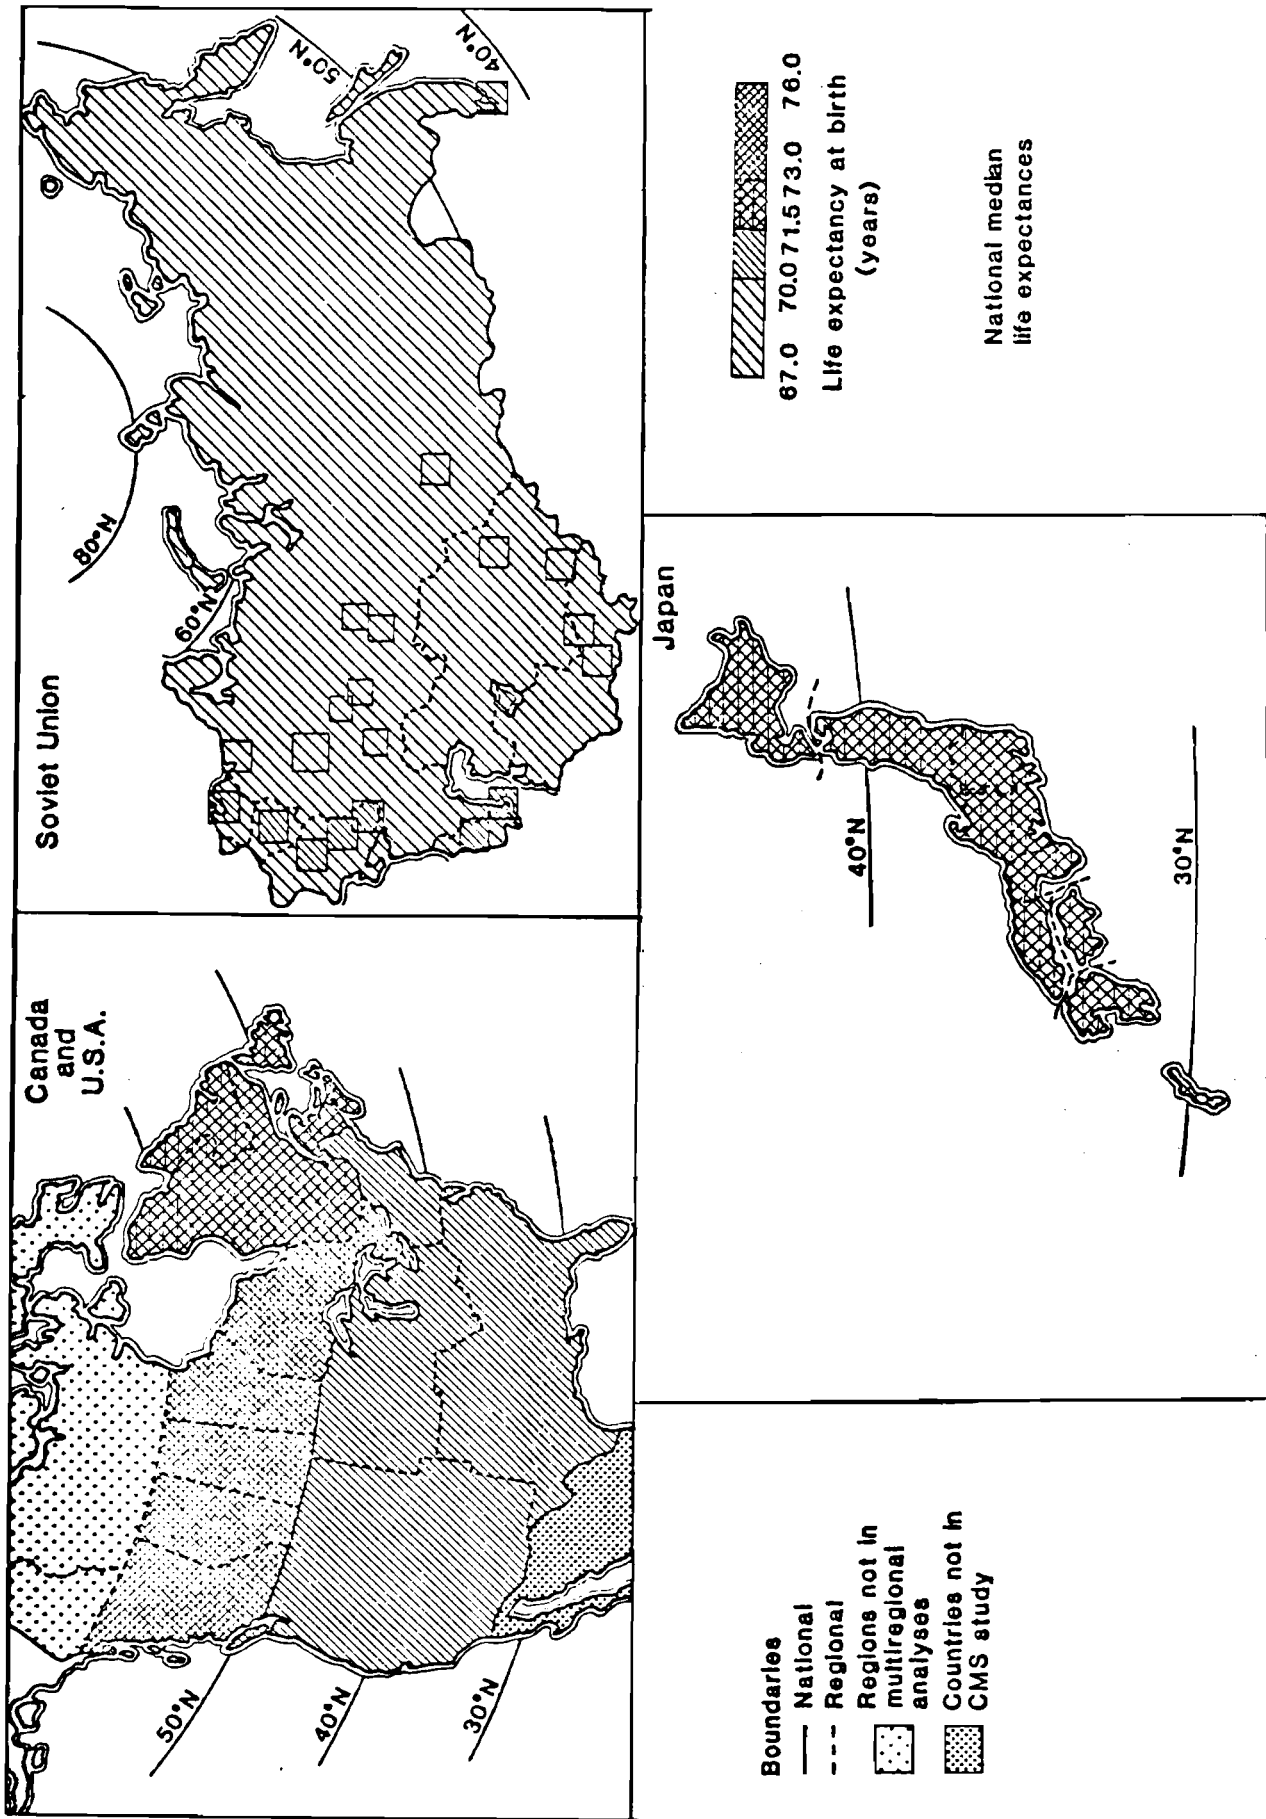 Canada
and
U.S.A.
50°N
40°N
30°N
Soviet Union
80°N
60°N
50°N
40°N
Boundaries
National
Regional
Regions not in
multiregional
analyses
Countries not in
CMS study
Japan
40°N
30°N
67.0 70.0 71.5 73.0 76.0
Life expectancy at birth
(years)
National median
life expectances